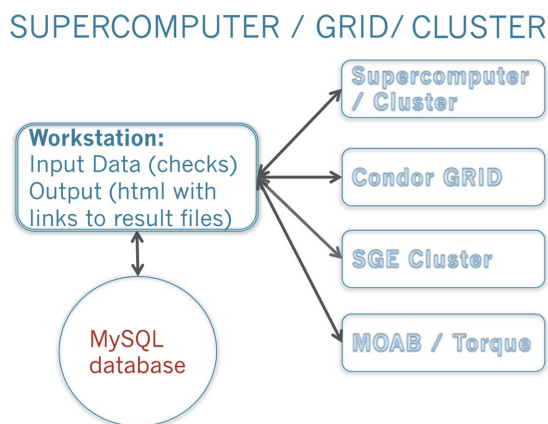 SUPERCOMPUTER / GRID/ CLUSTER
Workstation:
Input Data (checks)
Output (html with
links to result files)
MySQL
database
Supercomputer
/ Cluster
Condor GRID
SGE Cluster
MOAB / Torque